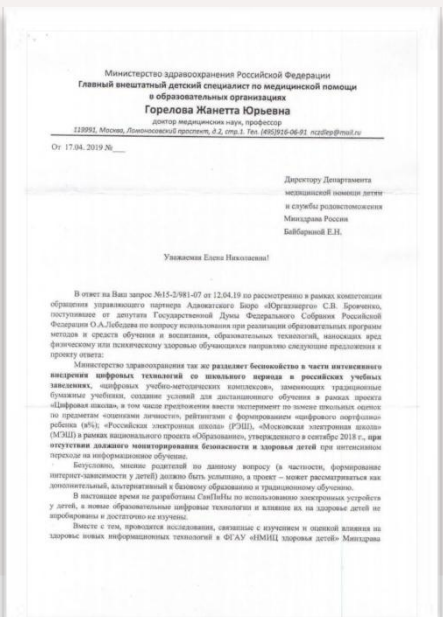 Министерство здравоохранения Российской Федерации
Главный внештатный детский специалист по медицинской помощи
в образовательных организациях
Горелова Жанетта Юрьевна
доктор медицинских наук, профессор
119991, Москва, Ломоносовский проспект, д.2, стр.1. Тел. (495)916-06-91 nczdlep@mail.ru
От 17.04. 2019 №___
Директору Департамента
медицинской помощи детям
и службы родовспоможения
Минздрава России
Байбариной Е.Н.
Уважаемая Елена Николаевна!
В ответ на Ваш запрос №15-2/981-07 от 12.04.19 по рассмотрению в рамках компетенции
обращения управляющего партнера Адвокатского Бюро «Юргазэнерго» С.В. Бровченко,
поступившее от депутата Государственной Думы Федерального Собрания Российской
Федерации О.А.Лебедева по вопросу использования при реализации образовательных программ
методов и средств обучения и воспитания, образовательных технологий, наносящих вред
физическому или психическому здоровью обучающихся направляю следующие предложения к
проекту ответа:
Министерство здравоохранения так же разделяет беспокойство в части интенсивного
внедрения цифровых технологий со школьного периода в российских учебных
заведениях, «цифровых учебно-методических комплексов», заменяющих традиционные
бумажные учебники, создание условий для дистанционного обучения в рамках проекта
«Цифровая школа», в том числе предложения ввести эксперимент по замене школьных оценок
по предметам «оценками личности», рейтингами с формированием «цифрового портфолио»
ребенка (в%); «Российская электронная школа» (РЭШ), «Московская электронная школа»
(МЭШ) в рамках национального проекта «Образование», утвержденного в сентябре 2018 г., при
отсутствии должного мониторирования безопасности и здоровья детей при интенсивном
переходе на информационное обучение.
Безусловно, мнение родителей по данному вопросу (в частности, формирование
интернет-зависимости у детей) должно быть услышано, а проект – может рассматриваться как
дополнительный, альтернативный к базовому образованию и традиционному обучению.
В настоящее время не разработаны СанПиНы по использованию электронных устройств
у детей, а новые образовательные цифровые технологии и влияние их на здоровье детей не
апробированы и достаточно не изучены.
Вместе с тем, проводятся исследования, связанные с изучением и оценкой влияния на
здоровье новых информационных технологий в ФГАУ «НМИЦ здоровья детей» Минздрава